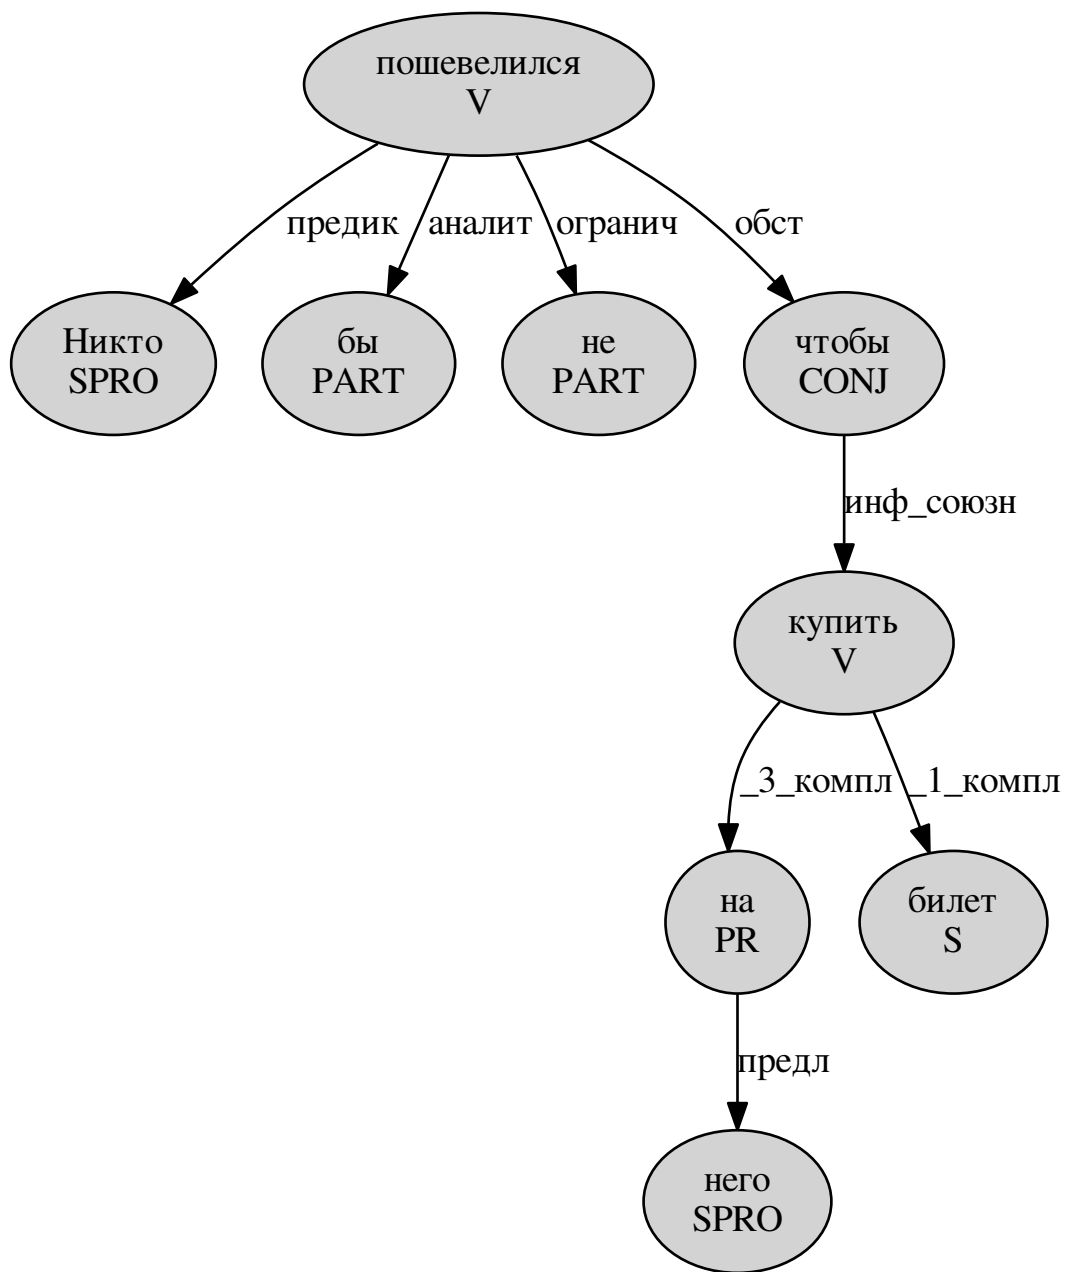 пошевелился
V
предик
аналит
огранич
обст
Никто
SPRO
бы
PART
не
PART
чтобы
CONJ
инф_союзн
купить
V
_3_компл
_1_компл
на
PR
билет
S
предл
него
SPRO